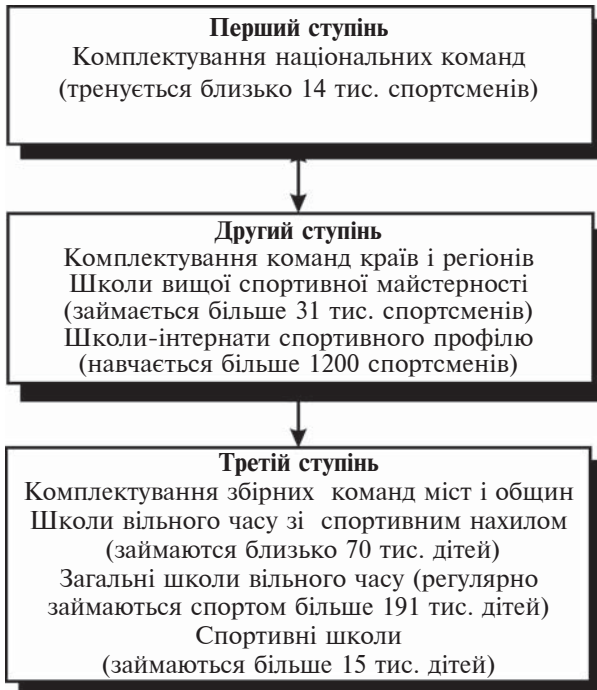 Перший ступінь
Комплектування національних команд
(тренується близько 14 тис. спортсменів)
Другий ступінь
Комплектування команд країв і регіонів
Школи вищої спортивної майстерності
(займається більше 31 тис. спортсменів)
Школи-інтернати спортивного профілю
(навчається більше 1200 спортсменів)
Третій ступінь
Комплектування збірних команд міст і общин
Школи вільного часу зі спортивним нахилом
(займаются близько 70 тис. дітей)
Загальні школи вільного часу (регулярно
займаються спортом більше 191 тис. дітей)
Спортивні школи
(займаються більше 15 тис. дітей)